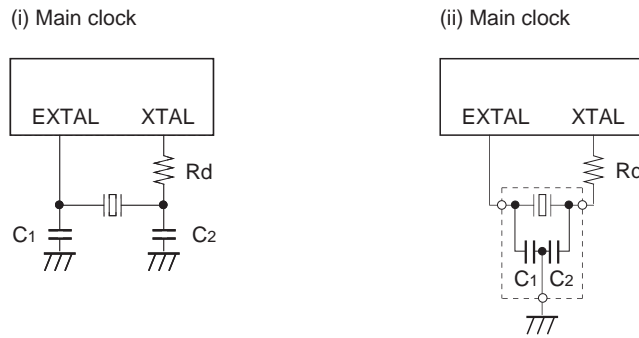 (i) Main clock
(ii) Main clock
EXTAL XTAL
EXTAL XTAL
Rd
Rd
C1 C2
C1 C2